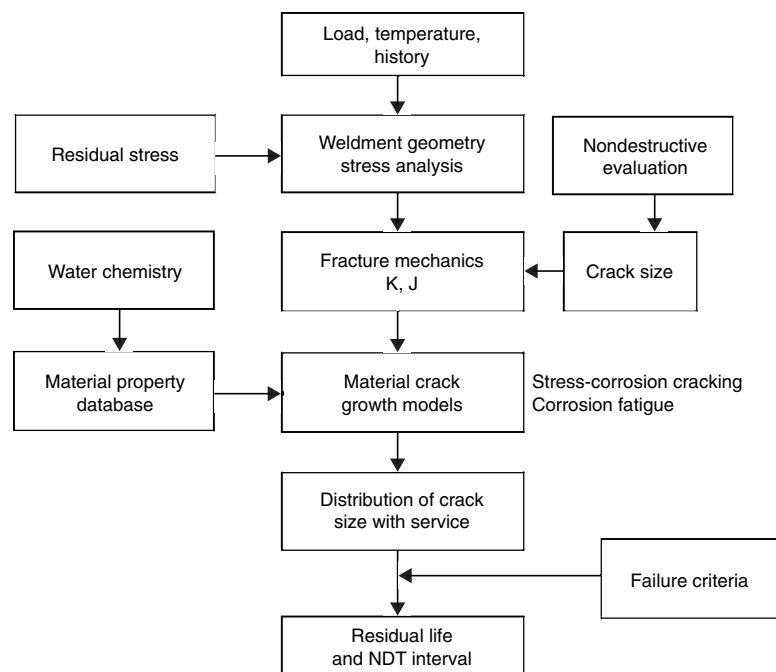 Load, temperature,
history
Residual stress
Weldment geometry
stress analysis
Nondestructive
evaluation
Water chemistry
Fracture mechanics
K, J
Crack size
Material property
database
Material crack
growth models
Stress-corrosion cracking
Corrosion fatigue
Distribution of crack
size with service
Failure criteria
Residual life
and NDT interval